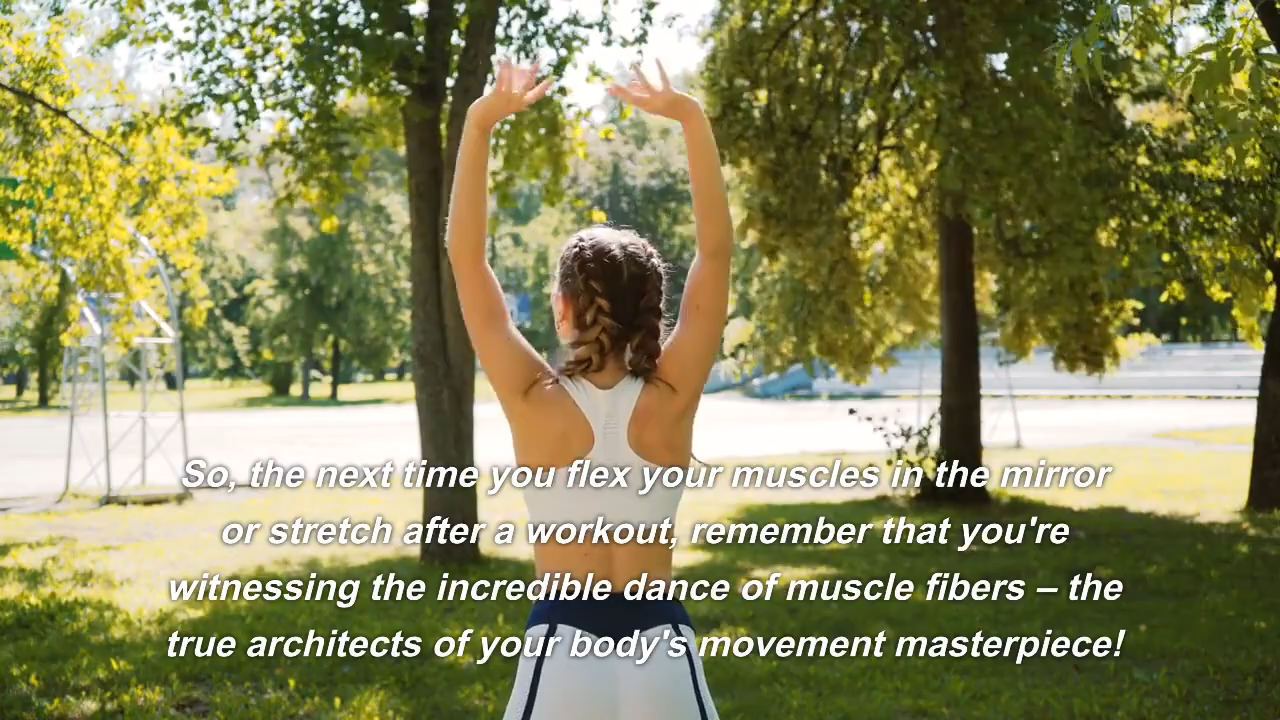 So, the next time you flex your muscles in the mirror
or stretch after a workout, remember that you're
witnessing the incredible dance of muscle fibers – the
true architects of your body's movement masterpiece!